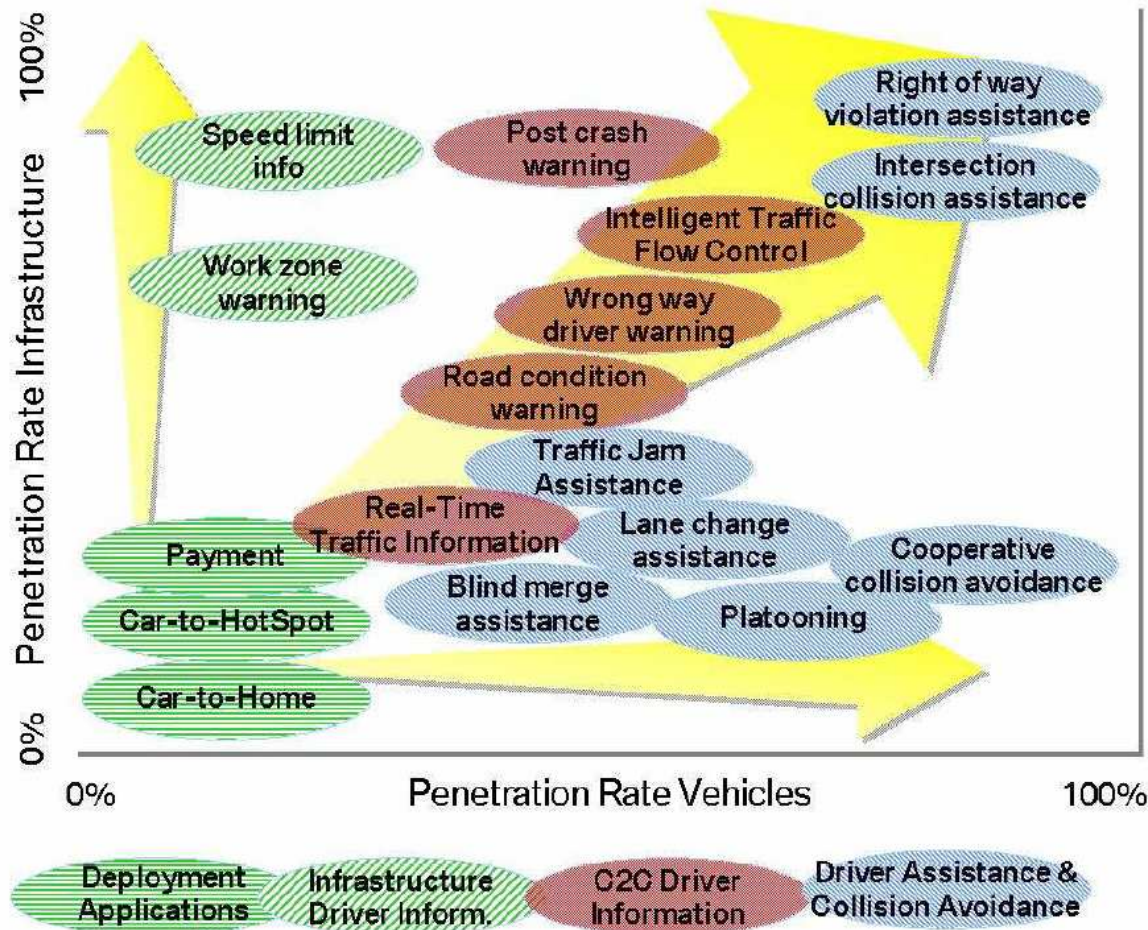 100%
Penetration Rate Infrastructure
0%
Right of way
violation assistance
Speed limit
info
Post crash
warning
Intersection
collision assistance
Intelligent Traffic
Flow Control
Work zone
warning
Wrong way
driver warning
Road condition
warning
Traffic Jam
Assistance
Real-Time
Traffic Information
Lane change
assistance
Payment
Cooperative
collision avoidance
Blind merge
assistance
Platooning
Car-to-HotSpot
Car-to-Home
0%
Penetration Rate Vehicles
100%
Deployment
Applications
Infrastructure
Driver Inform.
C2C Driver
Information
Driver Assistance &
Collision Avoidance